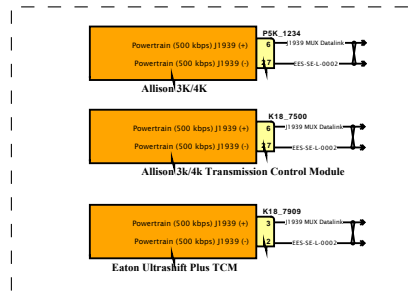 P5K_1234
Powertrain (500 kbps) J1939 (+) 6 J1939 MUX Datalink
Powertrain (500 kbps) J1939 (-) 17 EES-SE-L-0002
Allison 3K/4K
K18_7500
Powertrain (500 kbps) J1939 (+) 6 J1939 MUX Datalink
Powertrain (500 kbps) J1939 (-) 17 EES-SE-L-0002
Allison 3k/4k Transmission Control Module
K18_7909
Powertrain (500 kbps) J1939 (+) 3 J1939 MUX Datalink
Powertrain (500 kbps) J1939 (-) 2 EES-SE-L-0002
Eaton Ultrashift Plus TCM